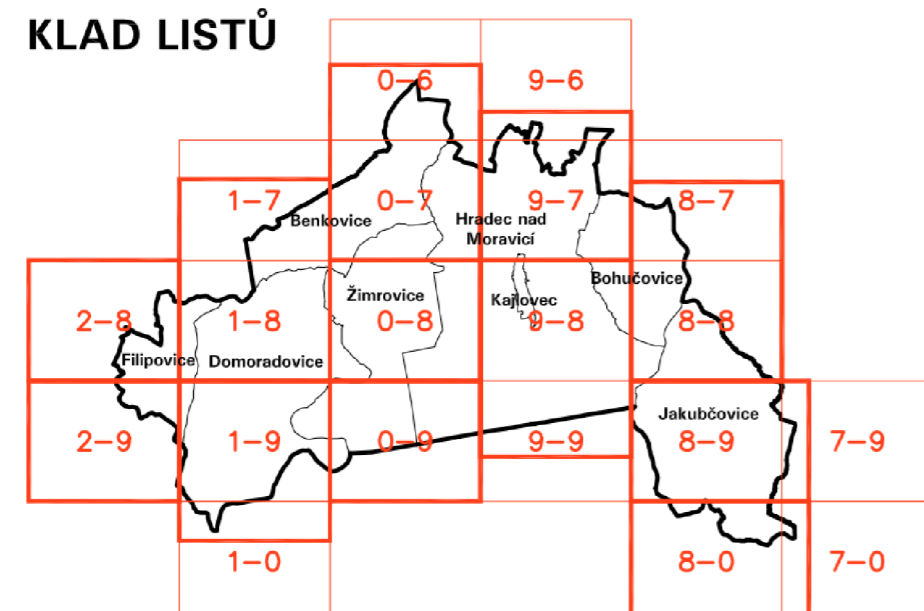 KLAD LISTŮ
0-6 9-6
1-7 0-7 9-7 8-7
Benkovice
Hradec nad
Moravicí
2-8 1-8 0-8 9-8 8-8
Žimrovice
Kajlovec
Bohučovice
Filipovice
Domoradovice
2-9 1-9 0-9 9-9 8-9 7-9
Jakubčovice
1-0 8-0 7-0